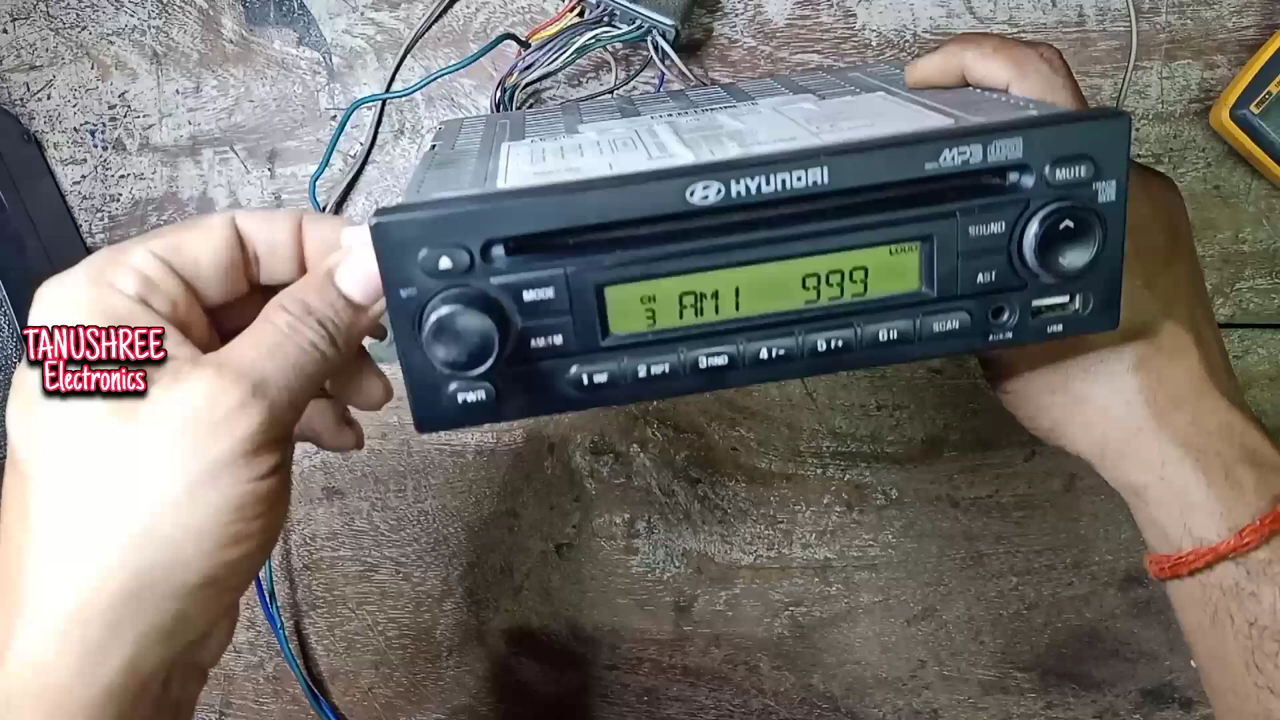 HYUNDAI
MP3
MUTE
SOUND
AST
MODE
AM/FM
LOUD
CH
3 AM1 999
1 INF
2 RPT
3 RND
4 F-
5 F+
6
SCAN
AUX IN
USB
PWR
TANUSHREE
Electronics